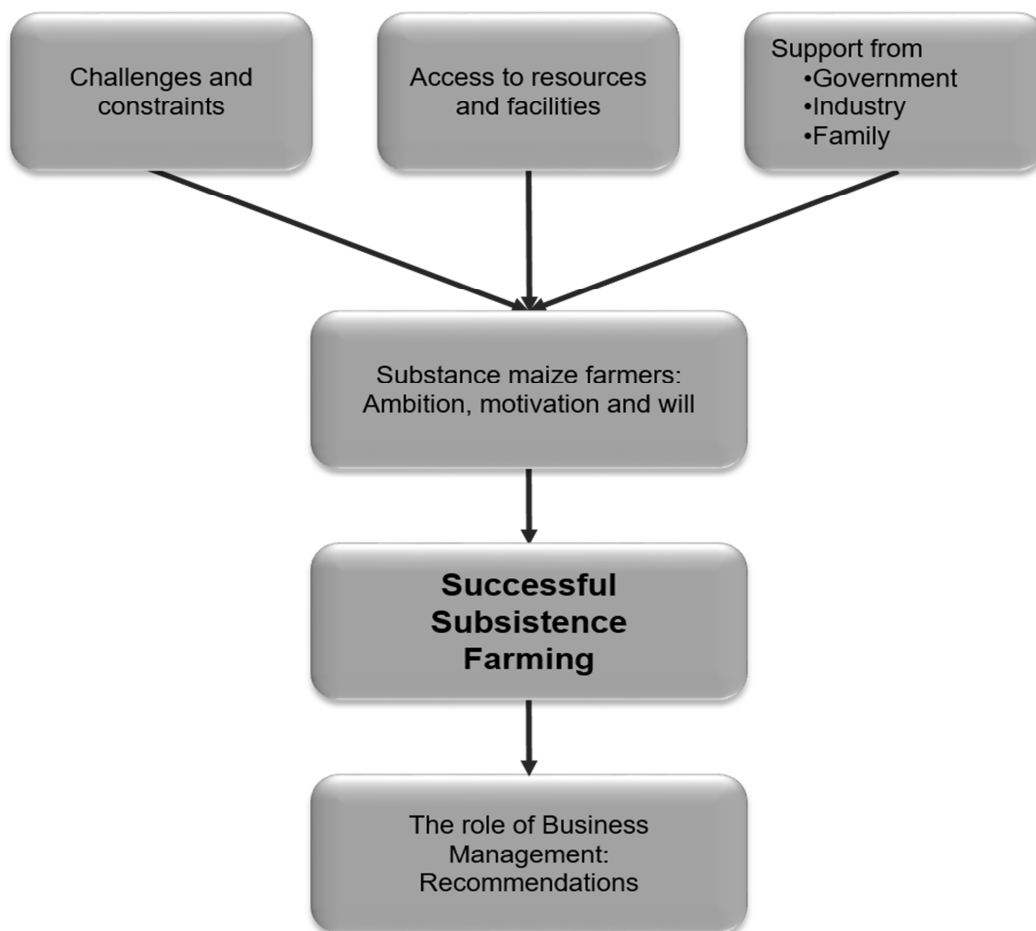 Challenges and
constraints
Access to resources
and facilities
Support from
•Government
•Industry
•Family
Substance maize farmers:
Ambition, motivation and will
Successful
Subsistence
Farming
The role of Business
Management:
Recommendations